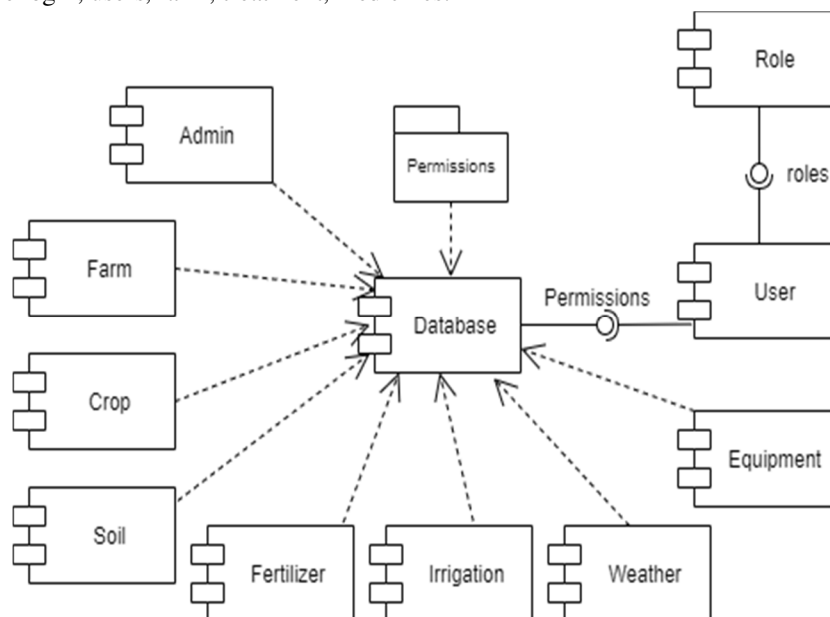 Role
Admin
Permissions
roles
Farm
User
Permissions
Database
Crop
Equipment
Soil
Fertilizer
Irrigation
Weather